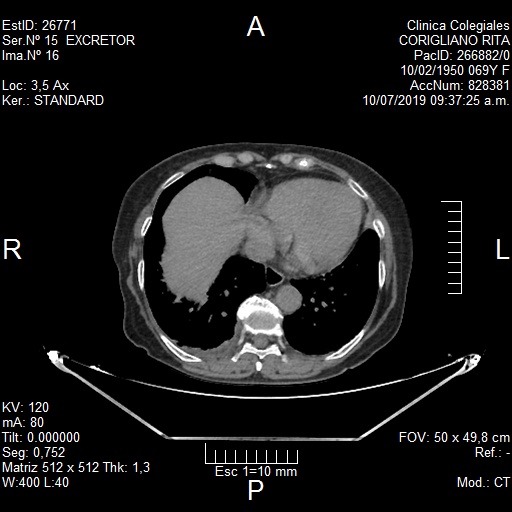 EstID: 26771
Ser.Nº 15  EXCRETOR
Ima.Nº 16
Loc: 3,5 Ax
Ker.: STANDARD
A
Clinica Colegiales
CORIGLIANO RITA
PacID: 266882/0
10/02/1950 069Y F
AccNum: 828381
10/07/2019 09:37:25 a.m.
R
L
KV: 120
mA: 80
Tilt: 0.000000
Seg: 0,752
Matriz 512 x 512 Thk: 1,3
W:400 L:40
Esc 1=10 mm
P
FOV: 50 x 49,8 cm
Ref.: -
Mod.: CT